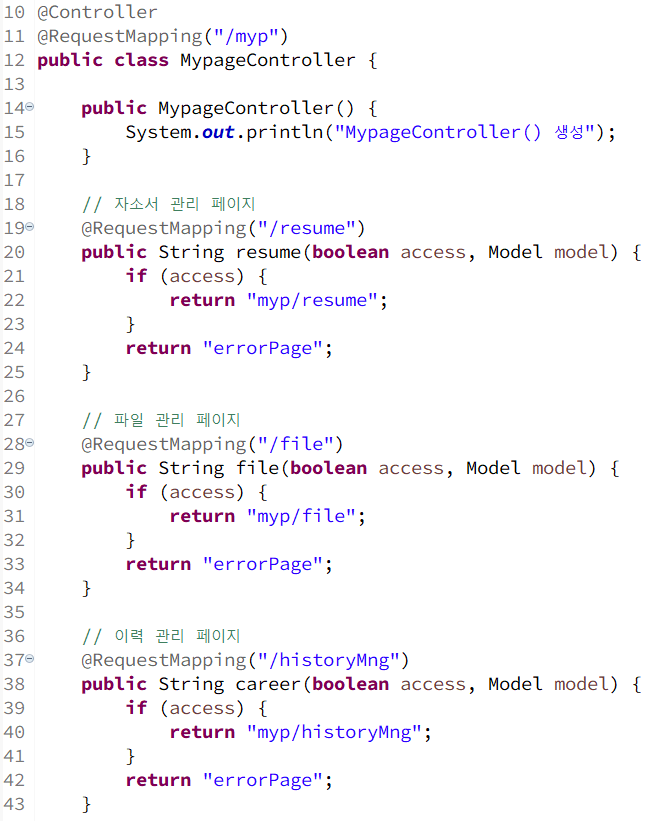 10 @Controller
11 @RequestMapping("/myp")
12 public class MypageController {
13
14     public MypageController() {
15         System.out.println("MypageController() 생성");
16     }
17
18     // 자소서 관리 페이지
19     @RequestMapping("/resume")
20     public String resume(boolean access, Model model) {
21         if (access) {
22             return "myp/resume";
23         }
24         return "errorPage";
25     }
26
27     // 파일 관리 페이지
28     @RequestMapping("/file")
29     public String file(boolean access, Model model) {
30         if (access) {
31             return "myp/file";
32         }
33         return "errorPage";
34     }
35
36     // 이력 관리 페이지
37     @RequestMapping("/historyMng")
38     public String career(boolean access, Model model) {
39         if (access) {
40             return "myp/historyMng";
41         }
42         return "errorPage";
43     }